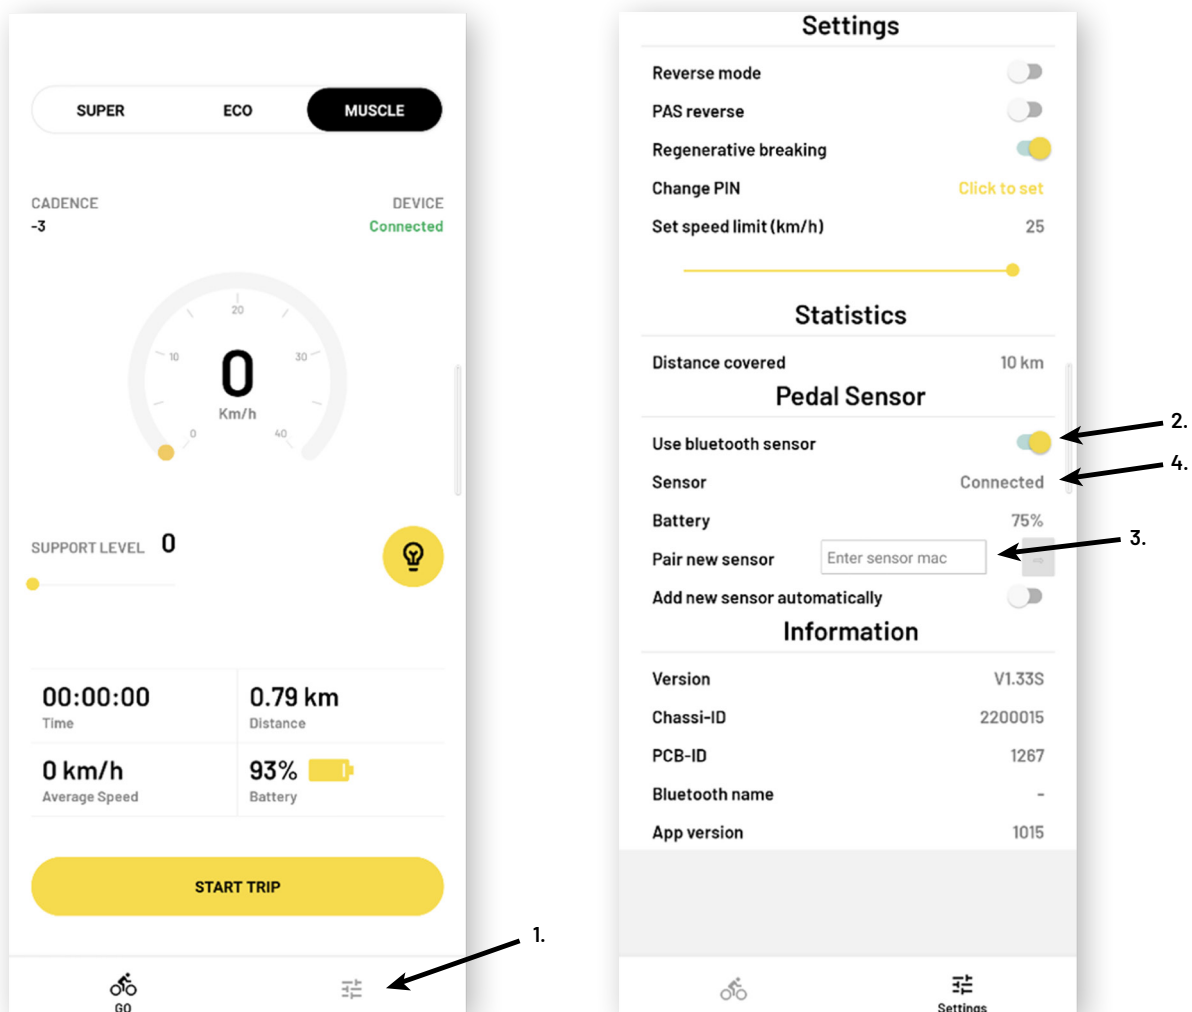 SUPER ECO MUSCLE
CADENCE DEVICE
-3 Connected
20
10 30
0
Km/h
0 40
SUPPORT LEVEL 0
00:00:00 0.79 km
Time Distance
0 km/h 93%
Average Speed Battery
START TRIP
1.
GO
Settings
Reverse mode
PAS reverse
Regenerative breaking
Change PIN Click to set
Set speed limit (km/h) 25
Statistics
Distance covered 10 km
Pedal Sensor
2.
Use bluetooth sensor
4.
Sensor Connected
Battery 75%
3.
Pair new sensor Enter sensor mac
Add new sensor automatically
Information
Version V1.33S
Chassi-ID 2200015
PCB-ID 1267
Bluetooth name -
App version 1015
Settings